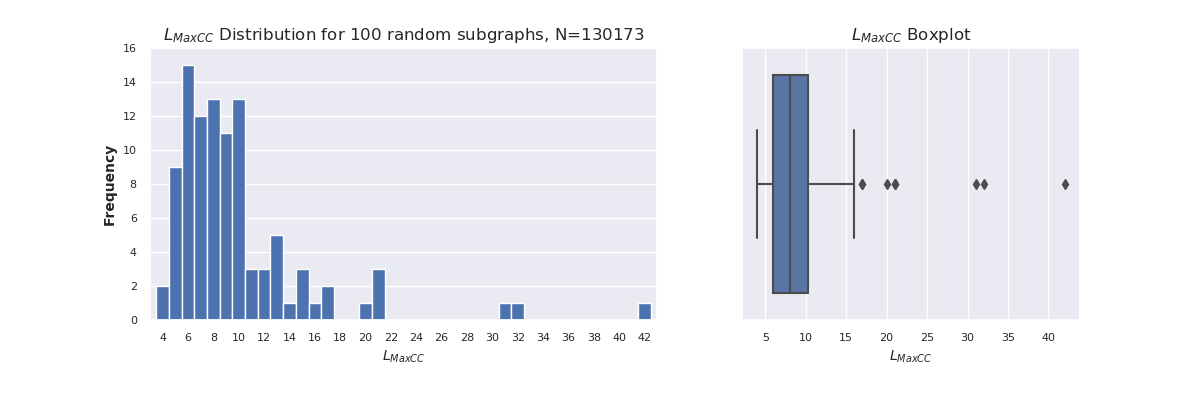 L_MaxCC Distribution for 100 random subgraphs, N=130173
Frequency
16
14
12
10
8
6
4
2
0
4 6 8 10 12 14 16 18 20 22 24 26 28 30 32 34 36 38 40 42
L_MaxCC
L_MaxCC Boxplot
5 10 15 20 25 30 35 40
L_MaxCC